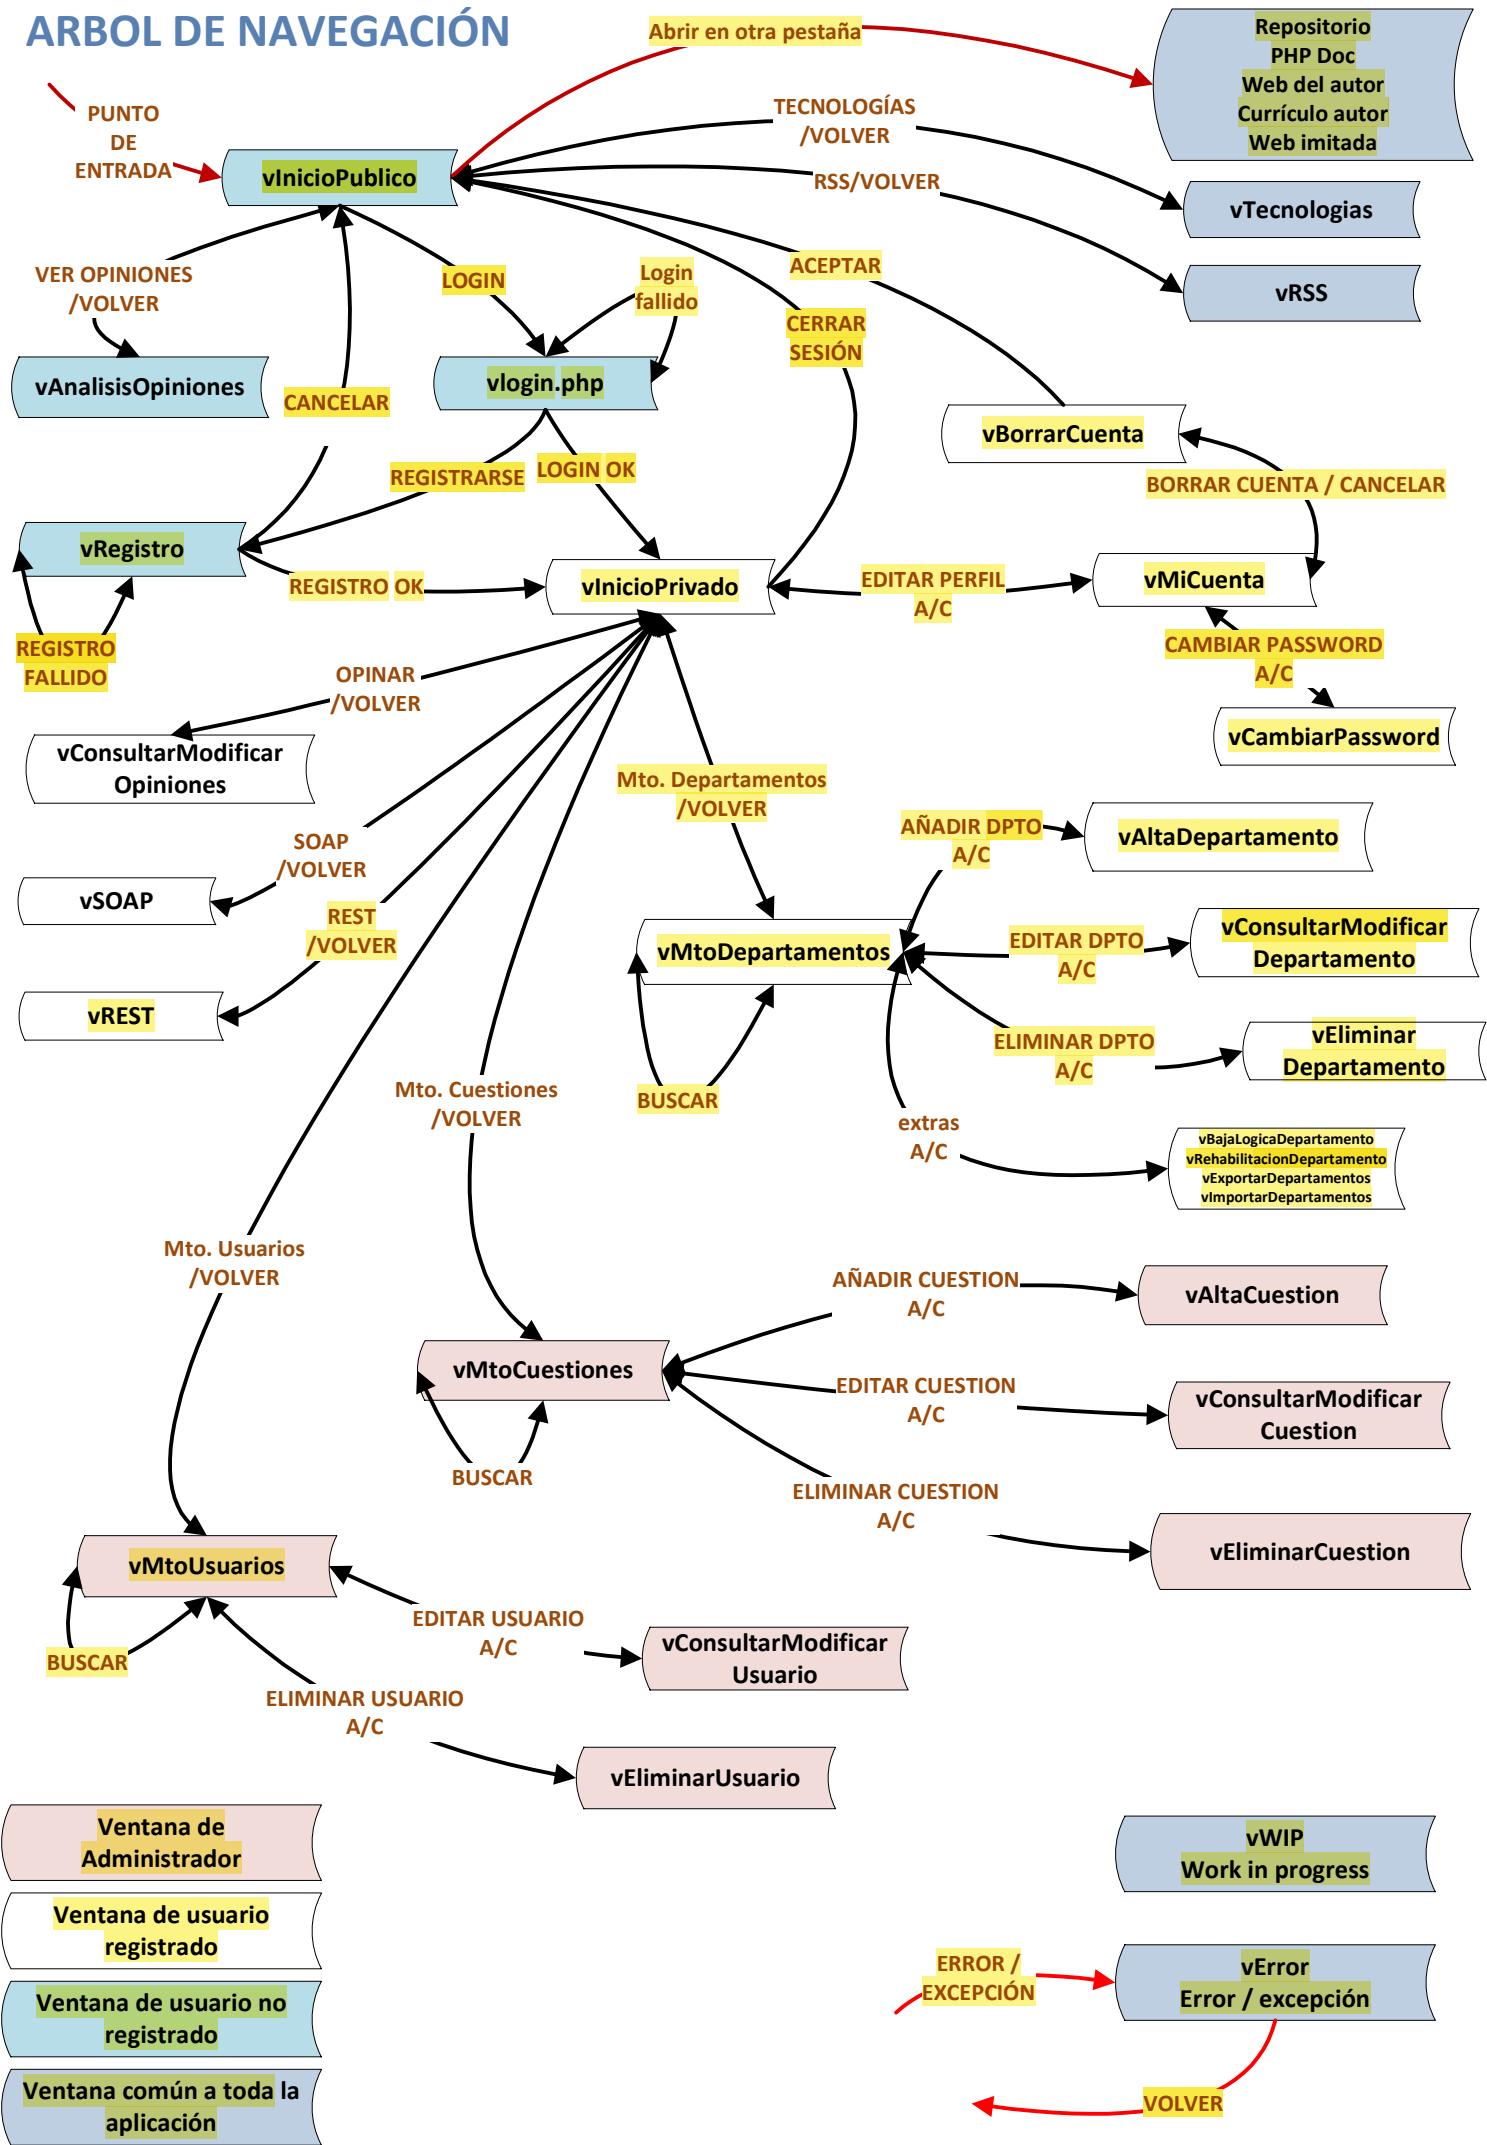 ARBOL DE NAVEGACIÓN
Abrir en otra pestaña
Repositorio
PHP Doc
Web del autor
Currículo autor
Web imitada
PUNTO
DE
ENTRADA
vInicioPublico
TECNOLOGÍAS
/VOLVER
RSS/VOLVER
vTecnologias
vRSS
VER OPINIONES
/VOLVER
LOGIN
Login
fallido
ACEPTAR
CERRAR
SESIÓN
vAnalisisOpiniones
CANCELAR
vlogin.php
vBorrarCuenta
REGISTRARSE
LOGIN OK
BORRAR CUENTA / CANCELAR
vRegistro
REGISTRO OK
vInicioPrivado
EDITAR PERFIL
A/C
vMiCuenta
REGISTRO
FALLIDO
CAMBIAR PASSWORD
A/C
OPINAR
/VOLVER
vCambiarPassword
vConsultarModificar
Opiniones
Mto. Departamentos
/VOLVER
SOAP
/VOLVER
AÑADIR DPTO
A/C
vAltaDepartamento
vSOAP
REST
/VOLVER
vMtoDepartamentos
EDITAR DPTO
A/C
vConsultarModificar
Departamento
vREST
ELIMINAR DPTO
A/C
vEliminar
Departamento
Mto. Cuestiones
/VOLVER
BUSCAR
extras
A/C
vBajaLogicaDepartamento
vRehabilitacionDepartamento
vExportarDepartamentos
vImportarDepartamentos
Mto. Usuarios
/VOLVER
AÑADIR CUESTION
A/C
vAltaCuestion
vMtoCuestiones
EDITAR CUESTION
A/C
vConsultarModificar
Cuestion
BUSCAR
ELIMINAR CUESTION
A/C
vEliminarCuestion
vMtoUsuarios
EDITAR USUARIO
A/C
vConsultarModificar
Usuario
BUSCAR
ELIMINAR USUARIO
A/C
vEliminarUsuario
Ventana de
Administrador
vWIP
Work in progress
Ventana de usuario
registrado
ERROR /
EXCEPCIÓN
vError
Error / excepción
Ventana de usuario no
registrado
Ventana común a toda la
aplicación
VOLVER